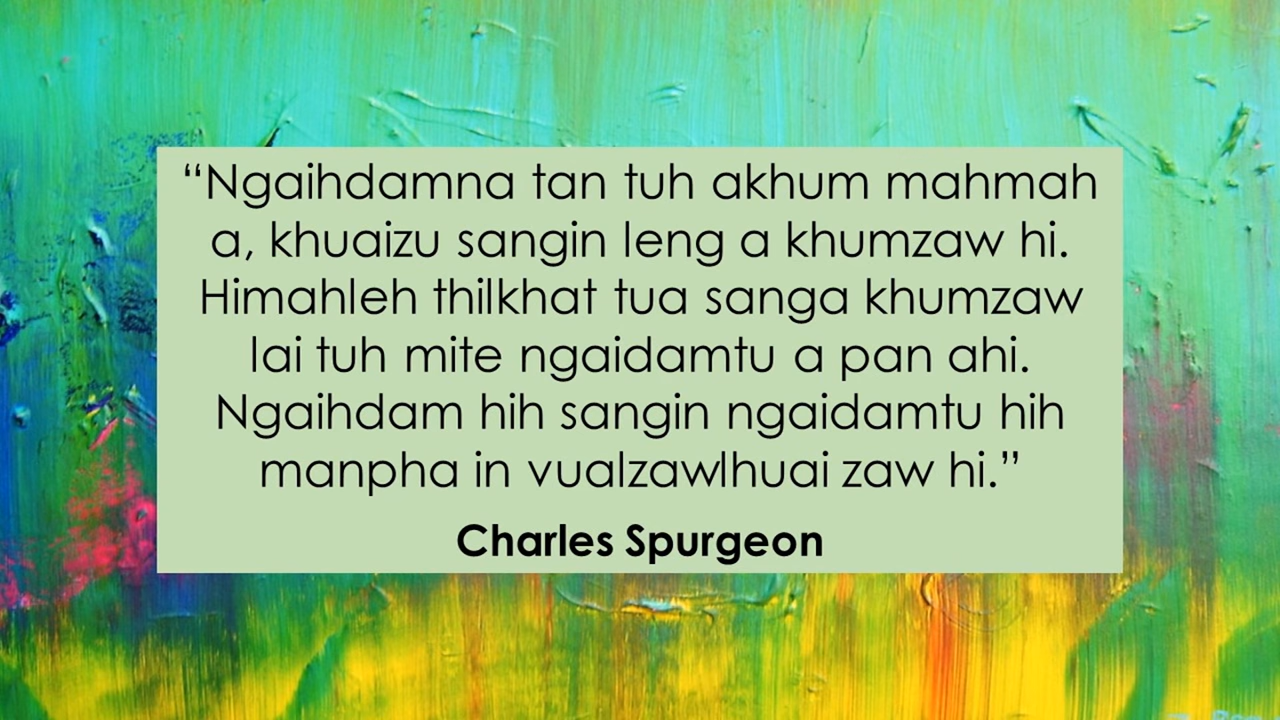 “Ngaihdamna tan tuh akhum mahmah
a, khuaizu sangin leng a khumzaw hi.
Himahleh thilkhat tua sanga khumzaw
lai tuh mite ngaidamtu a pan ahi.
Ngaihdam hih sangin ngaidamtu hih
manpha in vualzawlhuai zaw hi.”
Charles Spurgeon